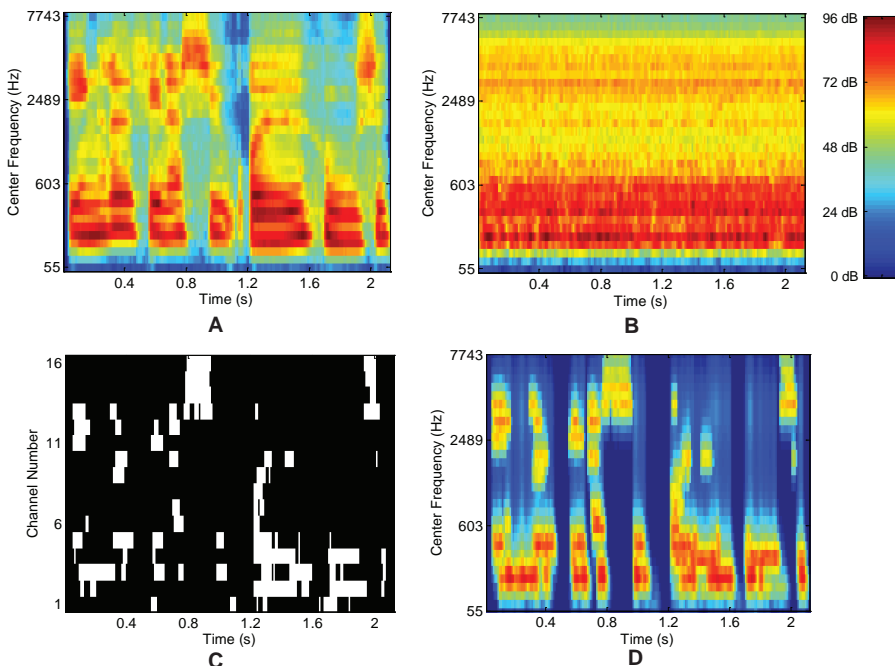 7743
2489
603
55
Center Frequency (Hz)
0.4
0.8
1.2
1.6
2
Time (s)
A
7743
2489
603
55
Center Frequency (Hz)
0.4
0.8
1.2
1.6
2
Time (s)
B
96 dB
72 dB
48 dB
24 dB
0 dB
16
11
6
1
Channel Number
0.4
0.8
1.2
1.6
2
Time (s)
C
7743
2489
603
55
Center Frequency (Hz)
0.4
0.8
1.2
1.6
2
Time (s)
D